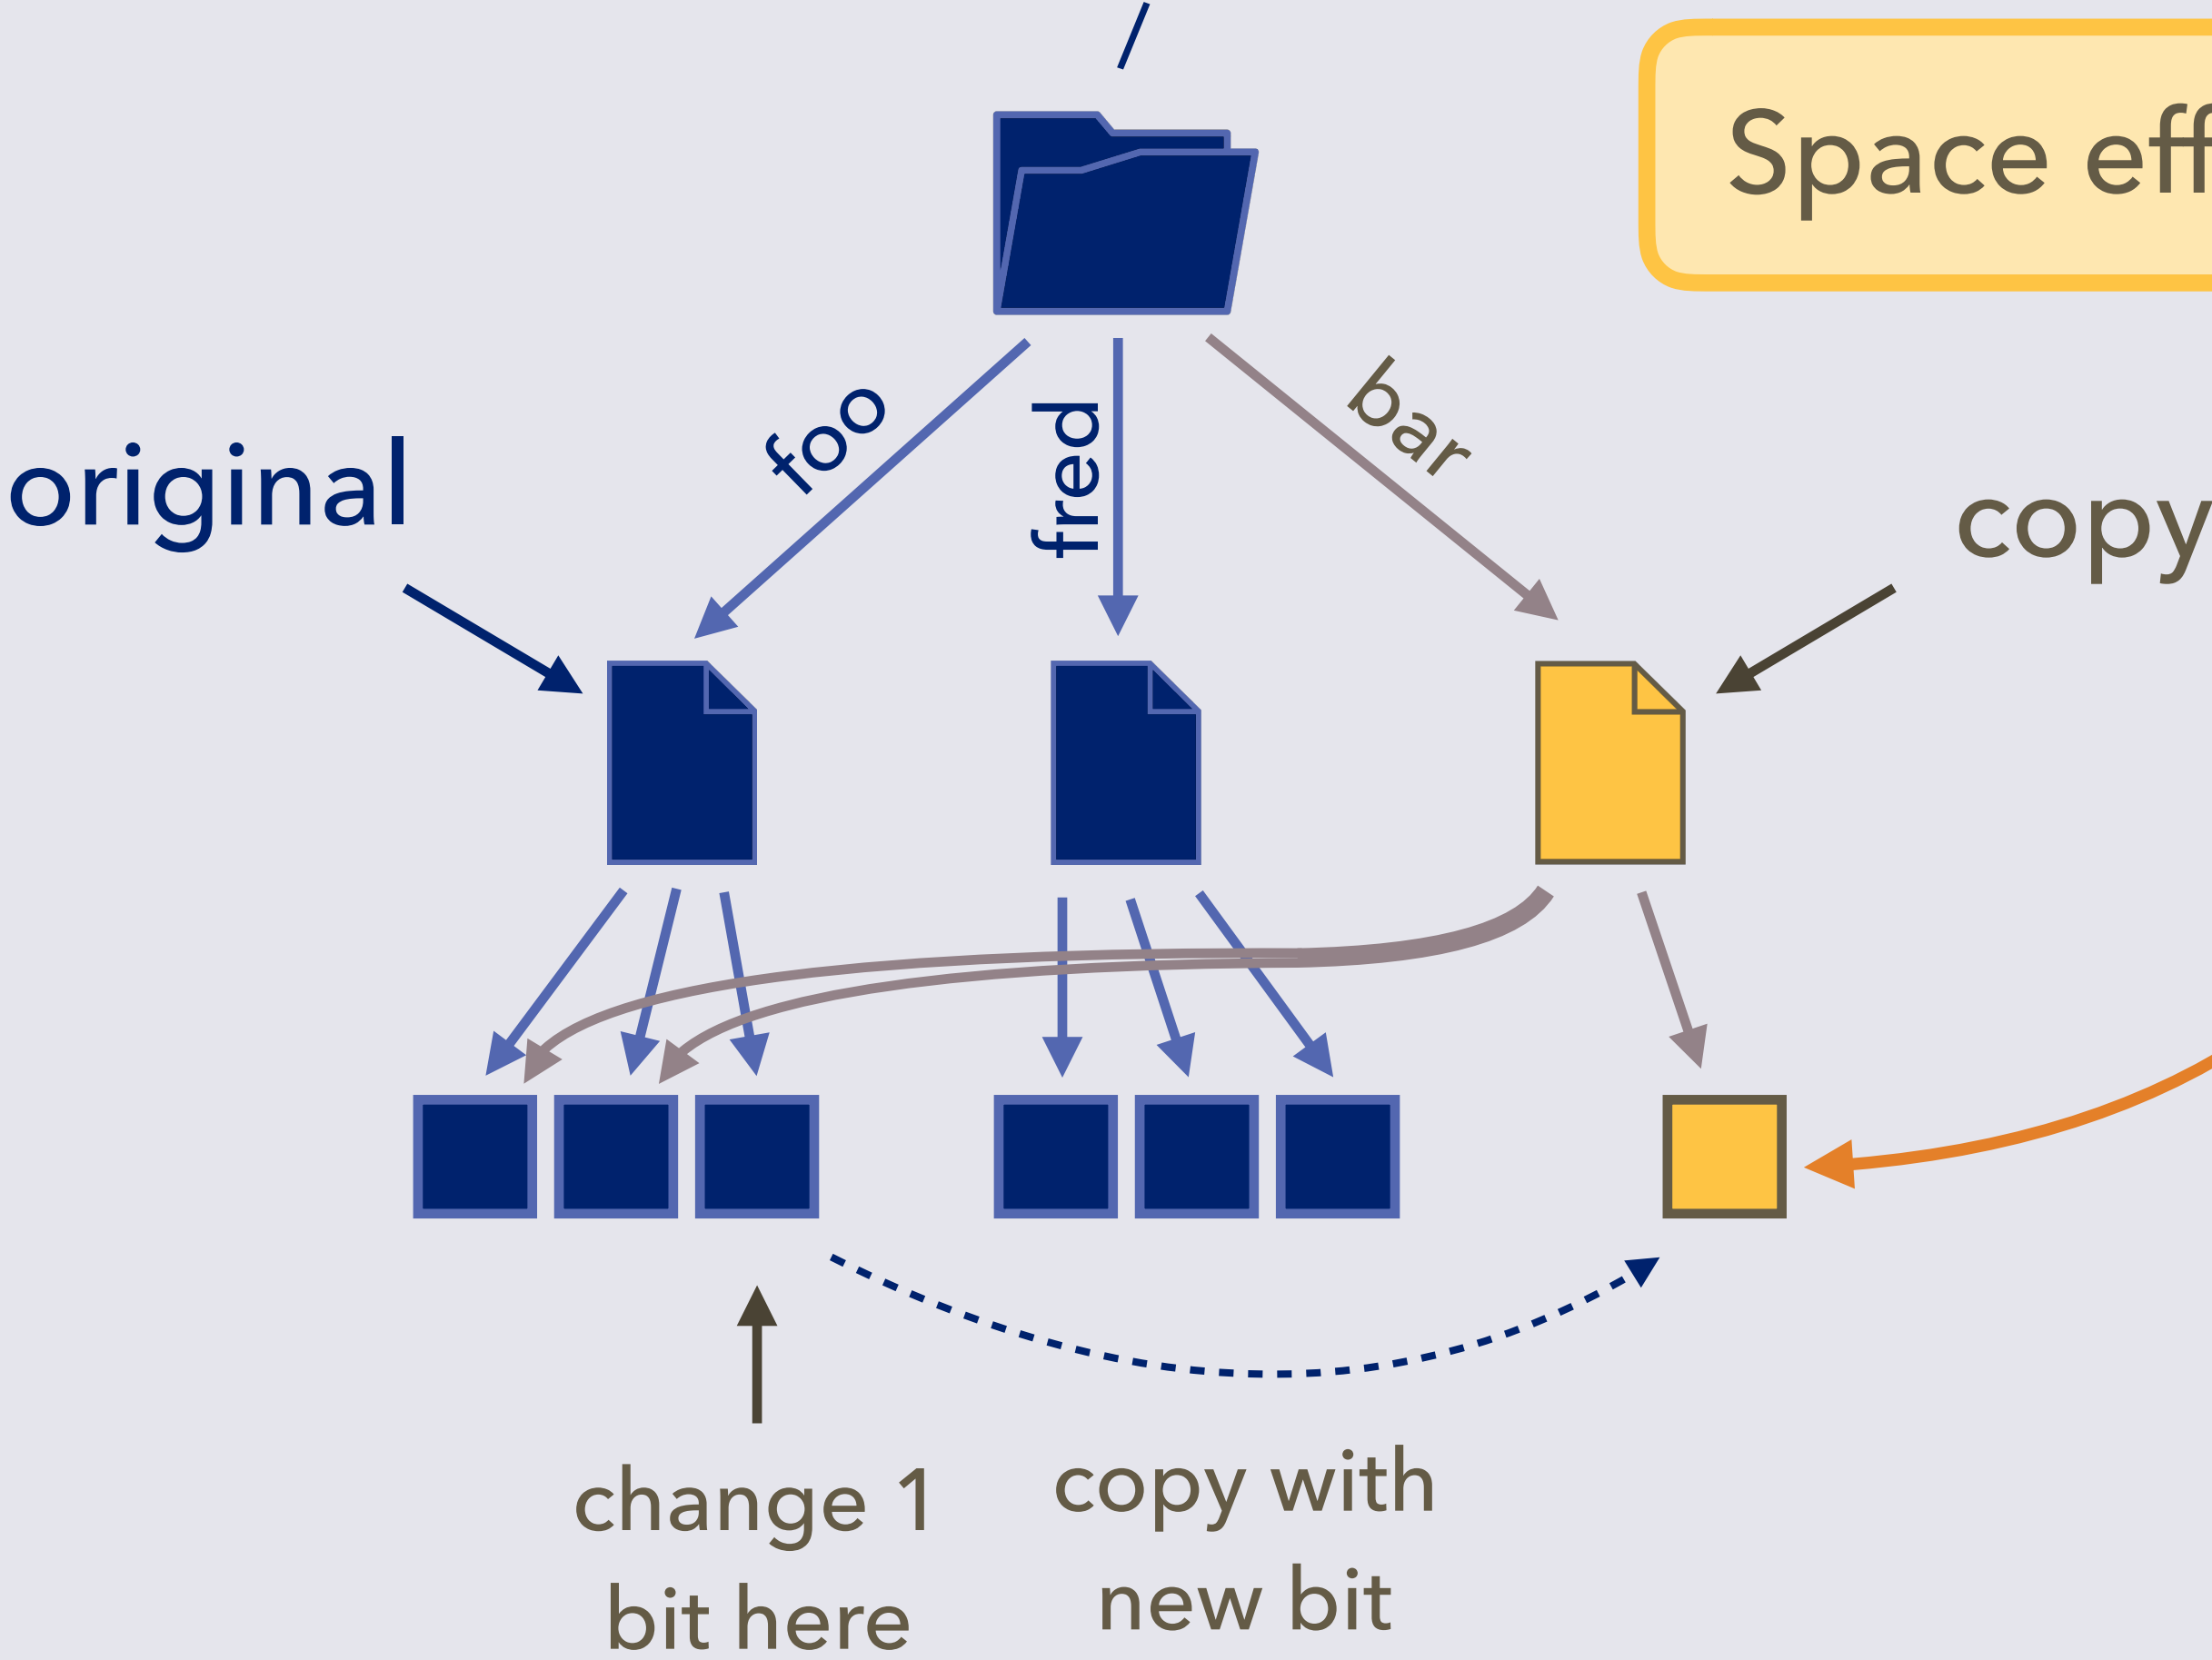 Space eff
foo
fred
bar
original
copy
change 1
bit here
copy with
new bit